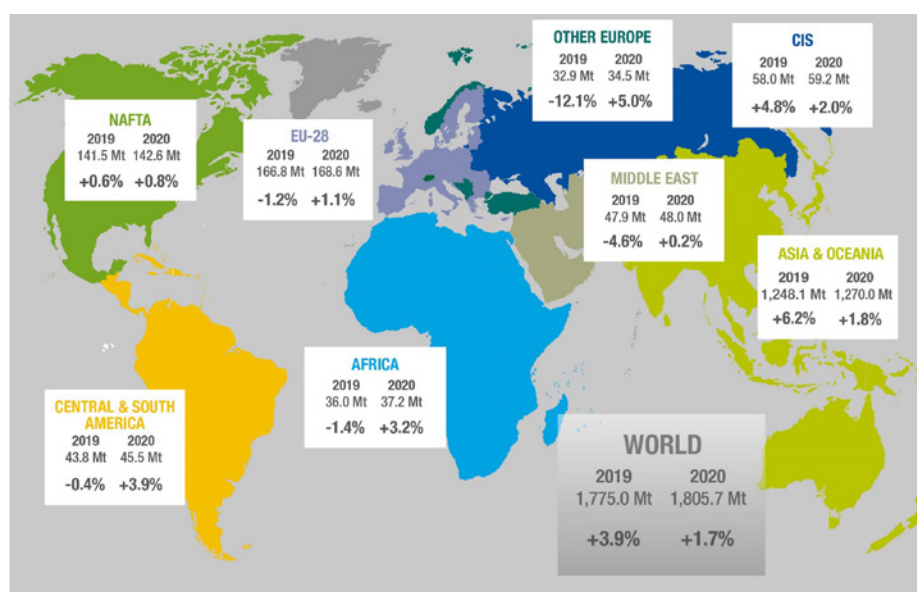 OTHER EUROPE
2019 2020
32.9 Mt 34.5 Mt
-12.1% +5.0%
CIS
2019 2020
58.0 Mt 59.2 Mt
+4.8% +2.0%
NAFTA
2019 2020
141.5 Mt 142.6 Mt
+0.6% +0.8%
EU-28
2019 2020
166.8 Mt 168.6 Mt
-1.2% +1.1%
MIDDLE EAST
2019 2020
47.9 Mt 48.0 Mt
-4.6% +0.2%
ASIA & OCEANIA
2019 2020
1,248.1 Mt 1,270.0 Mt
+6.2% +1.8%
AFRICA
2019 2020
36.0 Mt 37.2 Mt
-1.4% +3.2%
CENTRAL & SOUTH
AMERICA
2019 2020
43.8 Mt 45.5 Mt
-0.4% +3.9%
WORLD
2019 2020
1,775.0 Mt 1,805.7 Mt
+3.9% +1.7%